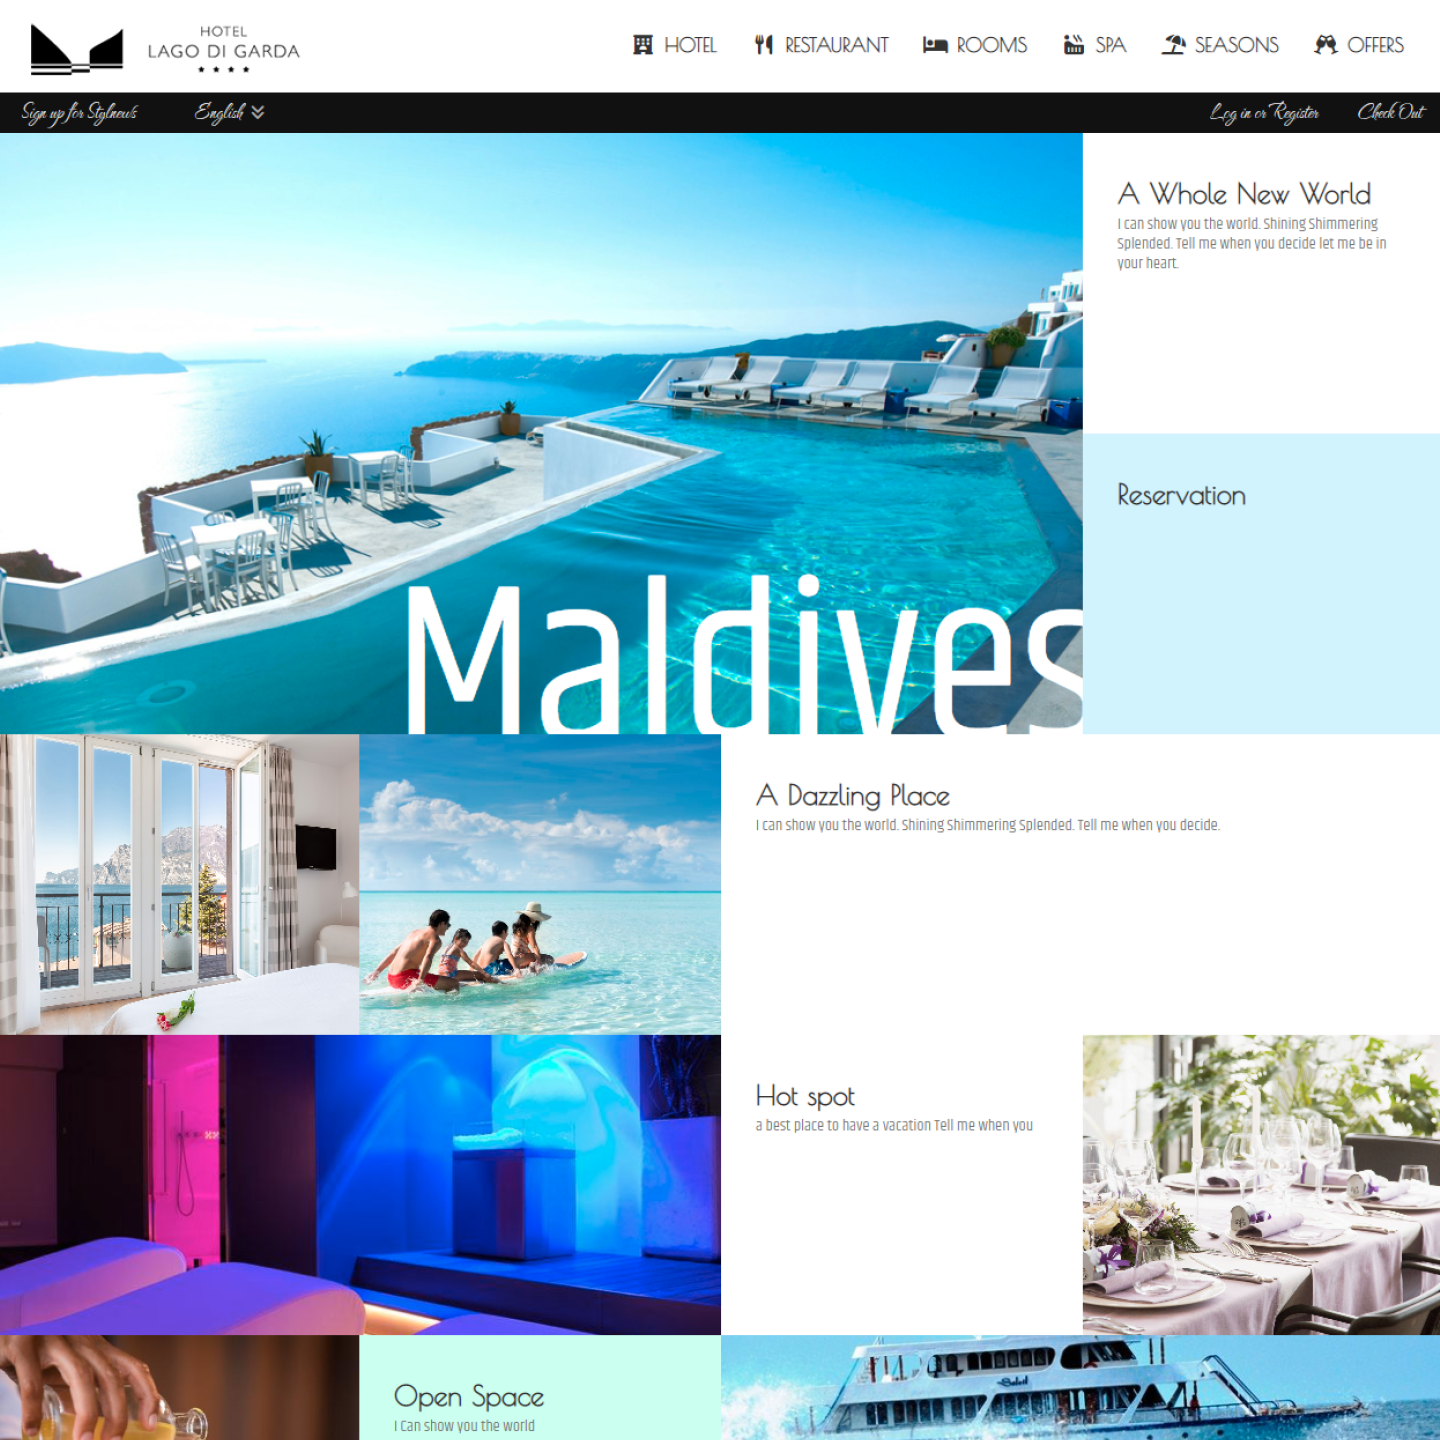 HOTEL
LAGO DI GARDA
HOTEL
RESTAURANT
ROOMS
SPA
SEASONS
OFFERS
Sign up for Stylnews
English
Log in or Register
Check Out
A Whole New World
I can show you the world. Shining Shimmering
Splended. Tell me when you decide let me be in
your heart.
Reservation
Maldives
A Dazzling Place
I can show you the world. Shining Shimmering Splended. Tell me when you decide.
Hot spot
a best place to have a vacation Tell me when you
Open Space
I Can show you the world